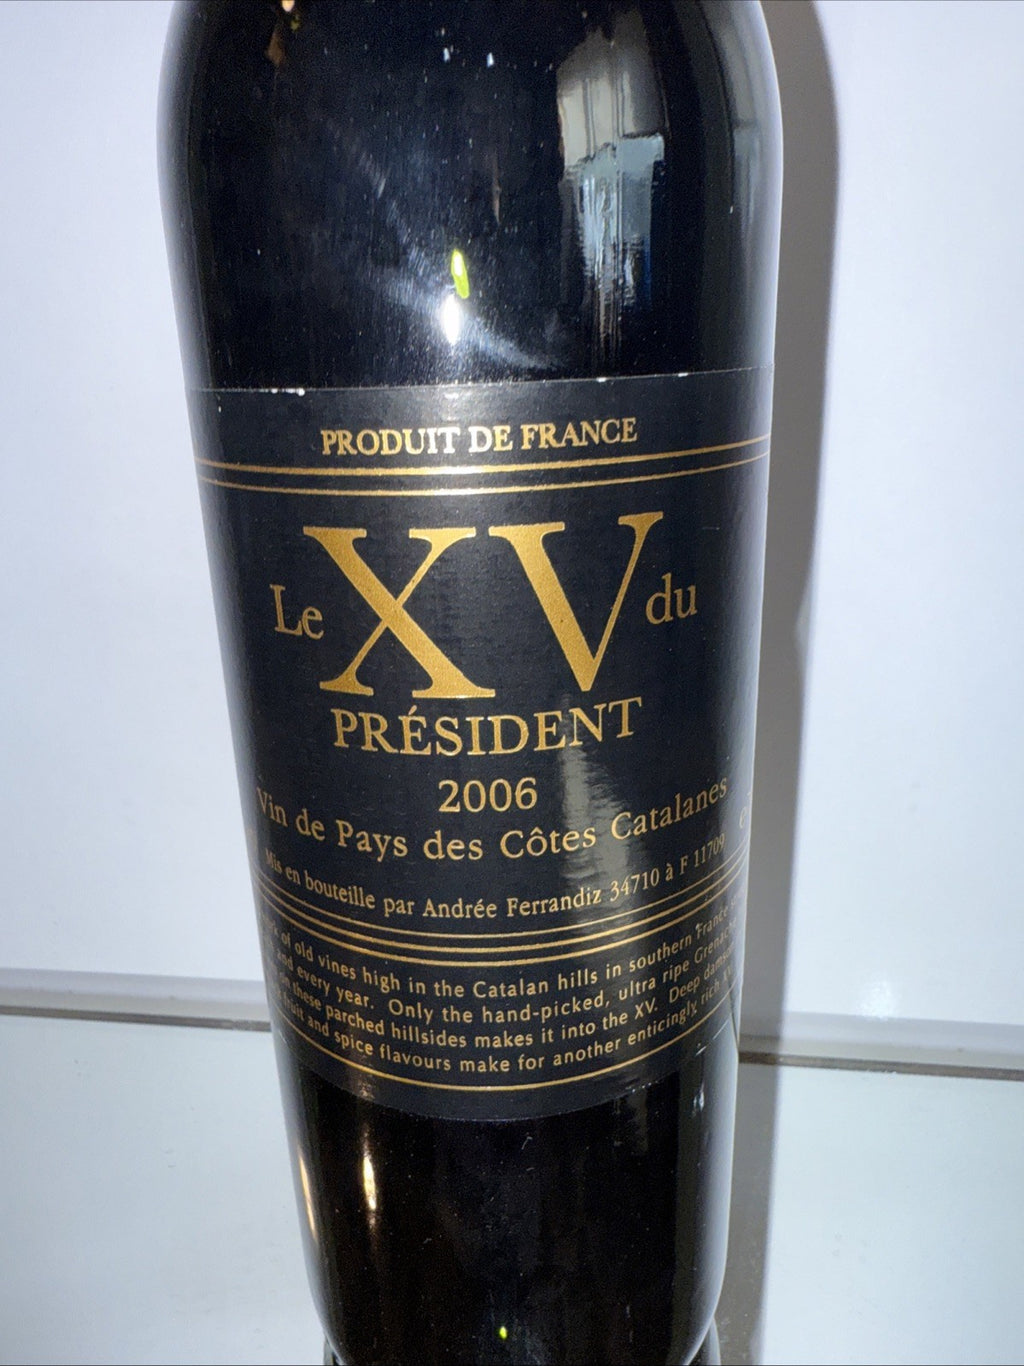 PRODUIT DE FRANCE
Le XV du
PRÉSIDENT
2006
Vin de Pays des Côtes Catalanes
Mis en bouteille par Andrée Ferrandiz 34710 à F 11709
of old vines high in the Catalan hills in southern France
and every year. Only the hand-picked, ultra ripe Grenache
these parched hillsides makes it into the XV. Deep
fruit and spice flavours make for another enticingly rich